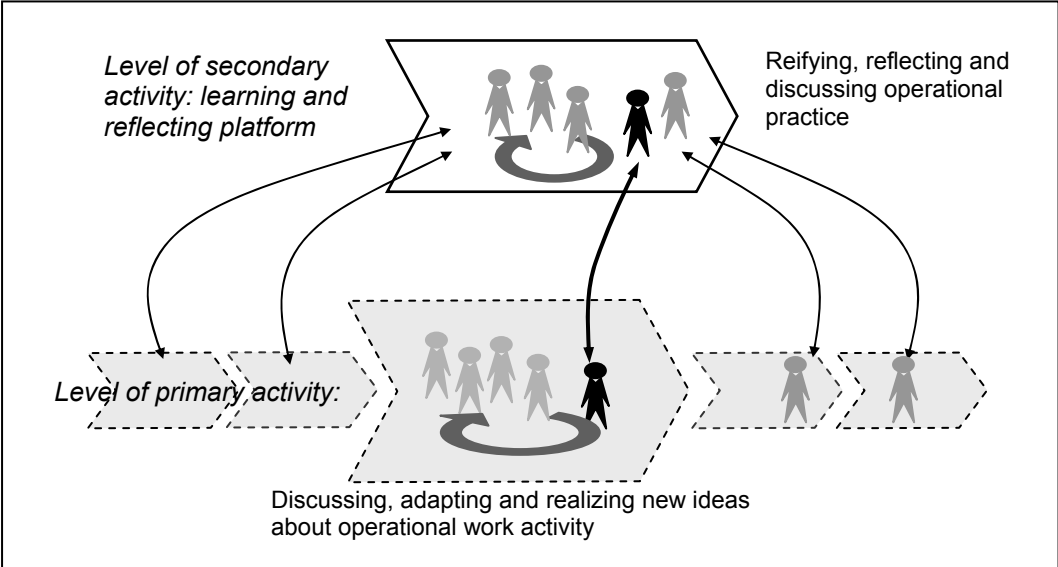 Level of secondary
activity: learning and
reflecting platform
Reifying, reflecting and
discussing operational
practice
Level of primary activity:
Discussing, adapting and realizing new ideas
about operational work activity